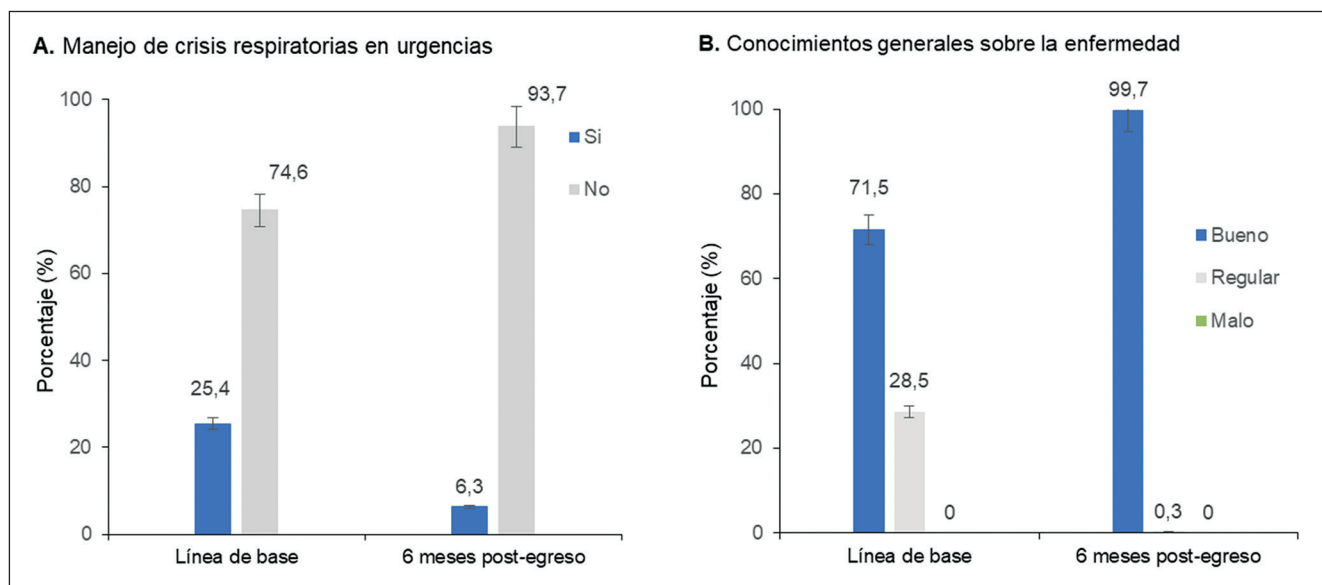 A. Manejo de crisis respiratorias en urgencias
Porcentaje (%)
100
80
60
40
20
0
25,4
74,6
6,3
93,7
Si
No
Línea de base
6 meses post-egreso
B. Conocimientos generales sobre la enfermedad
Porcentaje (%)
100
80
60
40
20
0
71,5
28,5
0
99,7
0,3
0
Bueno
Regular
Malo
Línea de base
6 meses post-egreso